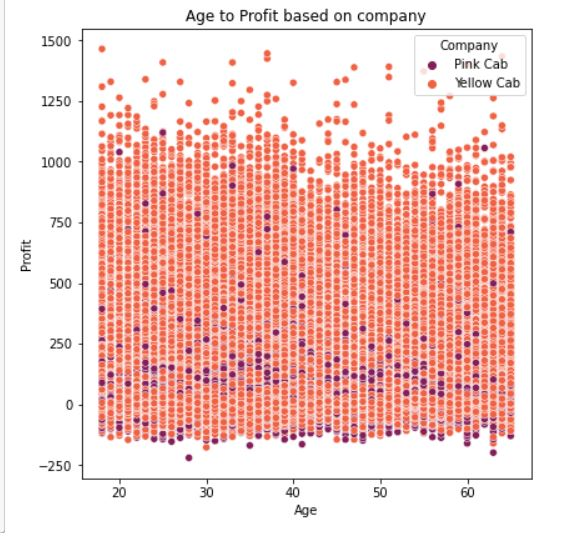 Age to Profit based on company
Company
Pink Cab
Yellow Cab
Profit
1500
1250
1000
750
500
250
0
−250
20 30 40 50 60
Age